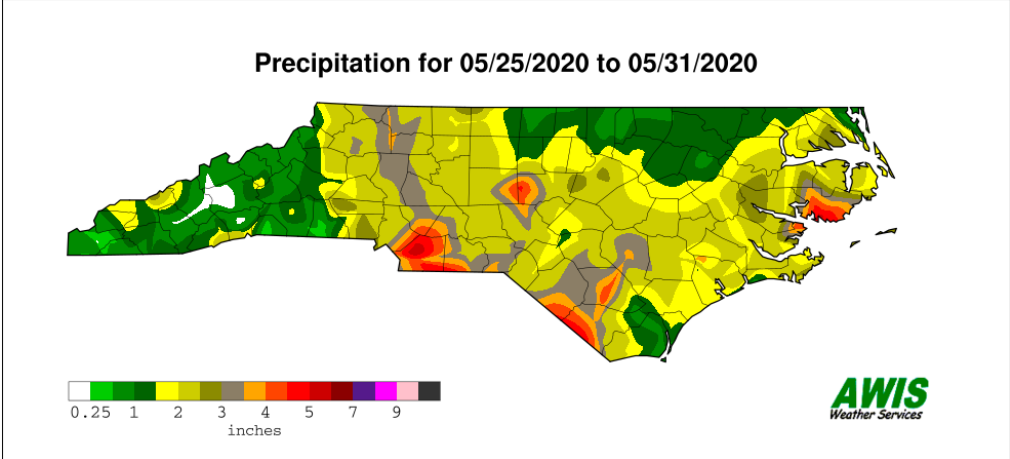 Precipitation for 05/25/2020 to 05/31/2020
0.25 1 2 3 4 5 7 9
inches
AWIS
Weather Services